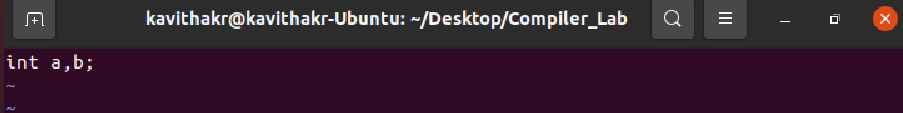 kavithakr@kavithakr-Ubuntu: ~/Desktop/Compiler_Lab
int a,b;
~
~